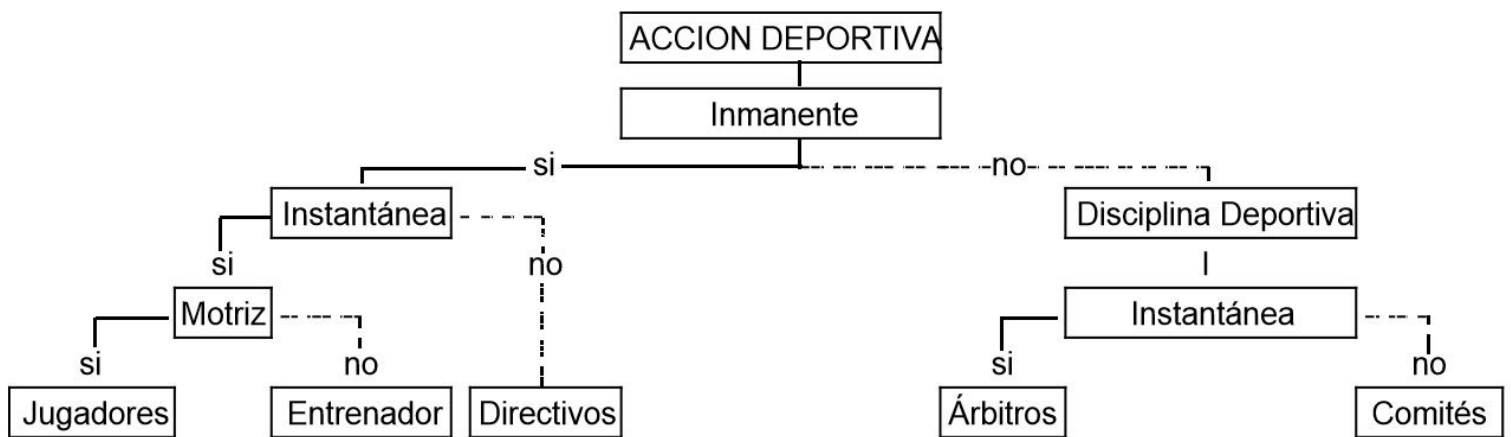 ACCION DEPORTIVA
Inmanente
si
no
Instantánea
Disciplina Deportiva
si
no
Motriz
Instantánea
si
no
si
no
Jugadores
Entrenador
Directivos
Árbitros
Comités